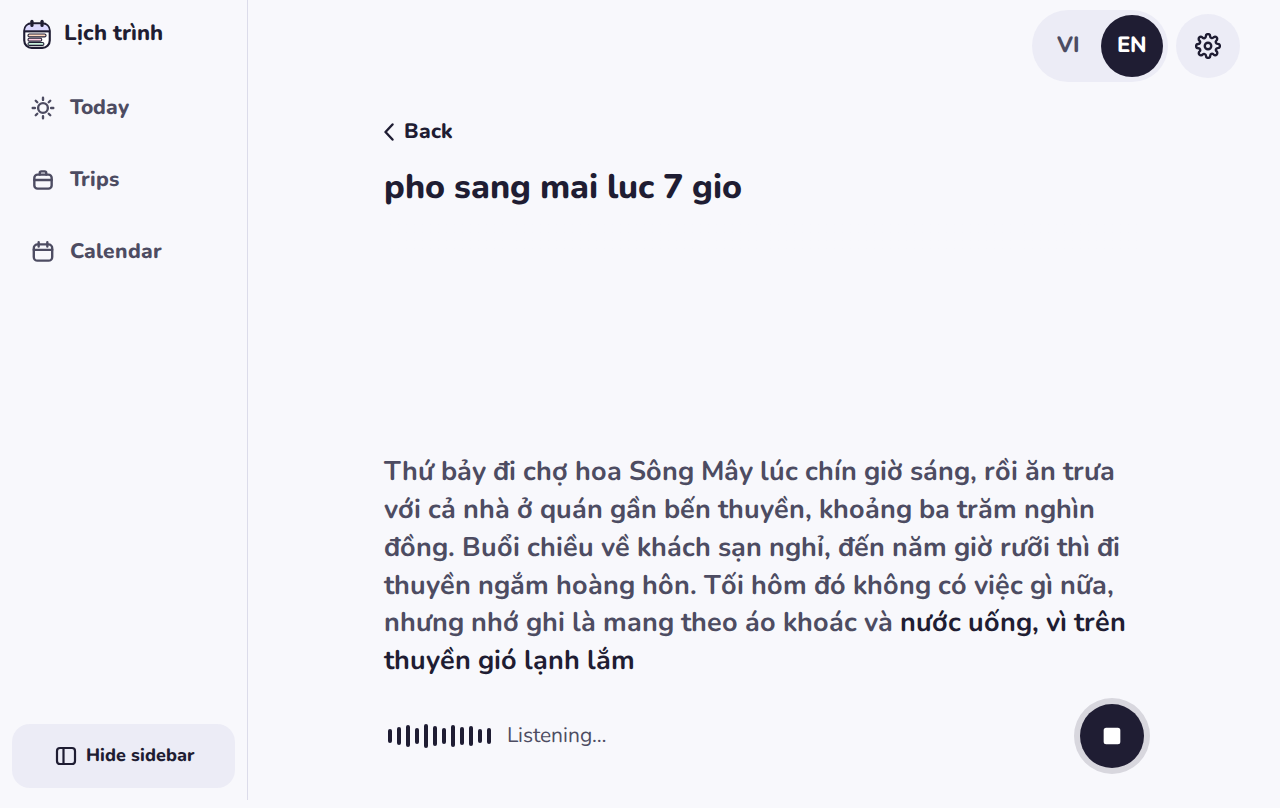 Lịch trình
VI
EN
Today
Trips
Calendar
Back
pho sang mai luc 7 gio
Thứ bảy đi chợ hoa Sông Mây lúc chín giờ sáng, rồi ăn trưa
với cả nhà ở quán gần bến thuyền, khoảng ba trăm nghìn
đồng. Buổi chiều về khách sạn nghỉ, đến năm giờ rưỡi thì đi
thuyền ngắm hoàng hôn. Tối hôm đó không có việc gì nữa,
nhưng nhớ ghi là mang theo áo khoác và nước uống, vì trên
thuyền gió lạnh lắm
Listening...
Hide sidebar